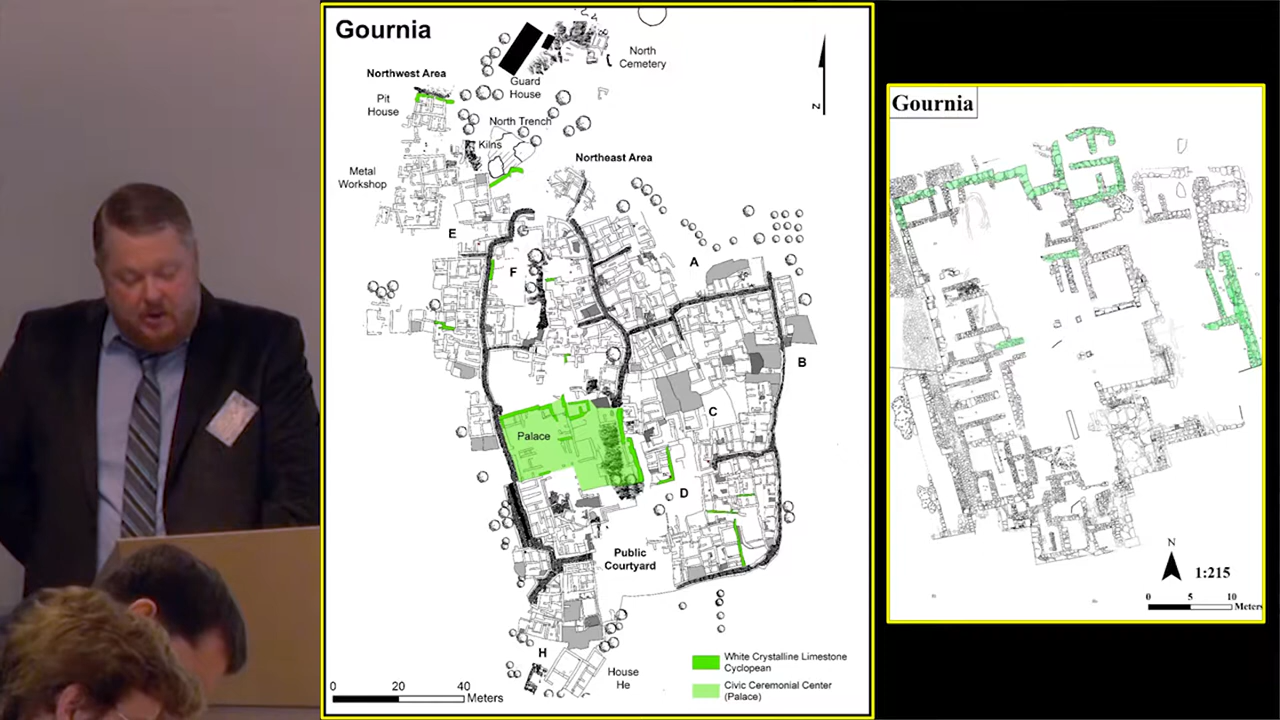 Gournia
24
North
Cemetery
Guard
House
Northwest Area
Pit
House
North Trench
Kilns
Northeast Area
Metal
Workshop
N
E
F
A
B
C
Palace
D
Public
Courtyard
H
House
He
White Crystalline Limestone
Cyclopean
Civic Ceremonial Center
(Palace)
0 20 40
Meters
Gournia
N
1:215
0 5 10
Meters